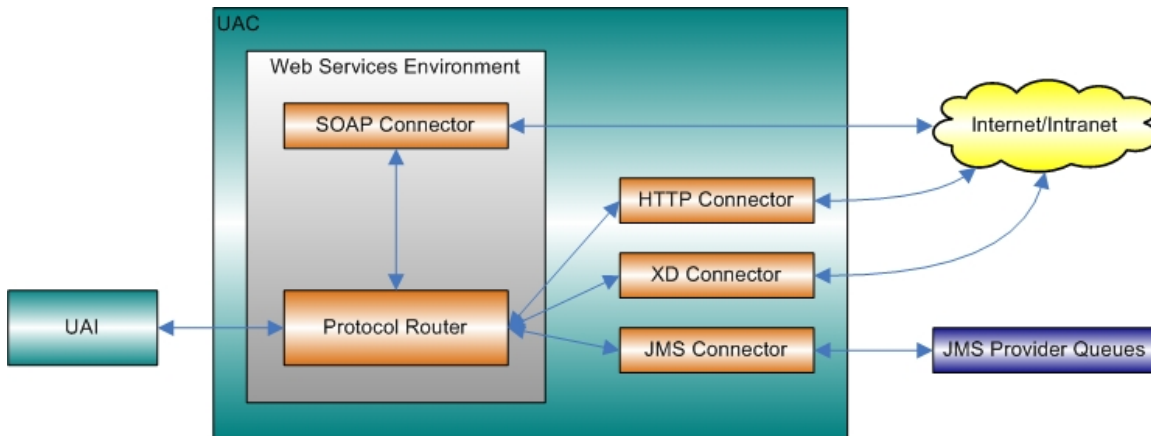 UAC
Web Services Environment
SOAP Connector
Internet/Intranet
HTTP Connector
XD Connector
UAI
Protocol Router
JMS Connector
JMS Provider Queues